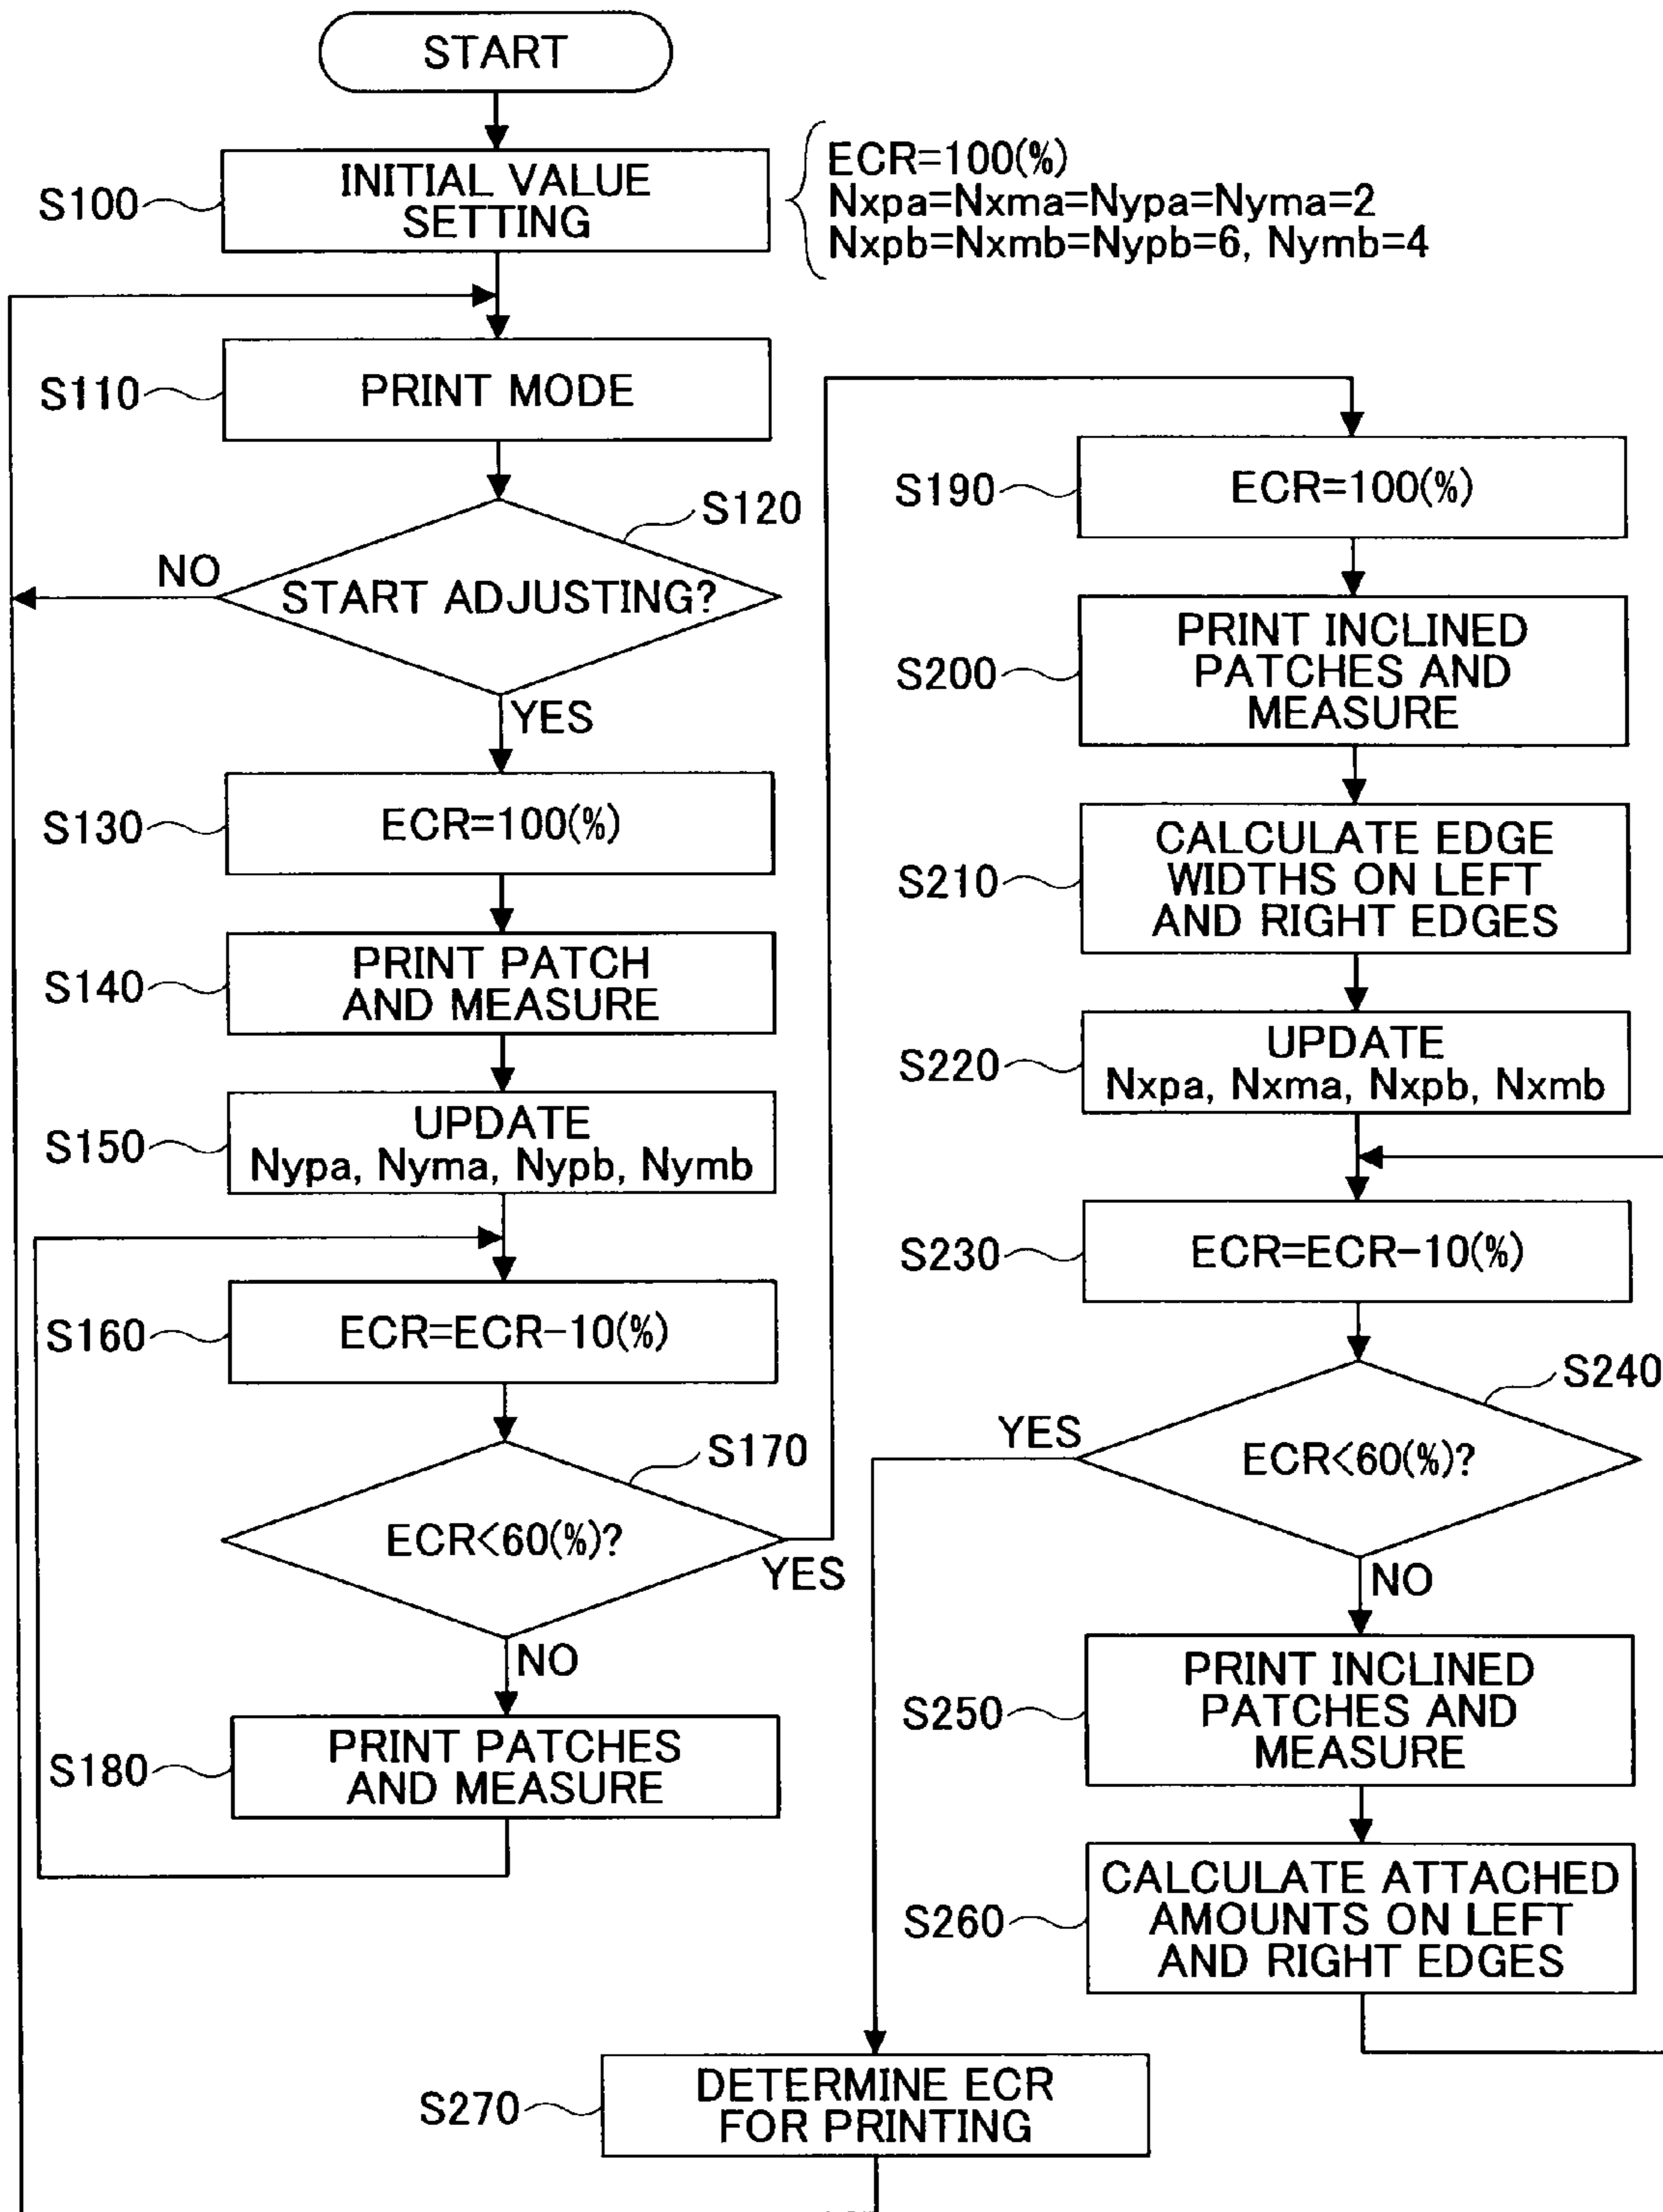 START
S100
INITIAL VALUE
SETTING
ECR=100(%)
Nxpa=Nxma=Nypa=Nyma=2
Nxpb=Nxmb=Nypb=6, Nymb=4
S110
PRINT MODE
S120
NO
START ADJUSTING?
YES
S130
ECR=100(%)
S140
PRINT PATCH
AND MEASURE
S150
UPDATE
Nypa, Nyma, Nypb, Nymb
S160
ECR=ECR-10(%)
S170
ECR<60(%)?
YES
NO
S180
PRINT PATCHES
AND MEASURE
S190
ECR=100(%)
S200
PRINT INCLINED
PATCHES AND
MEASURE
S210
CALCULATE EDGE
WIDTHS ON LEFT
AND RIGHT EDGES
S220
UPDATE
Nxpa, Nxma, Nxpb, Nxmb
S230
ECR=ECR-10(%)
S240
YES
ECR<60(%)?
NO
S250
PRINT INCLINED
PATCHES AND
MEASURE
S260
CALCULATE ATTACHED
AMOUNTS ON LEFT
AND RIGHT EDGES
S270
DETERMINE ECR
FOR PRINTING